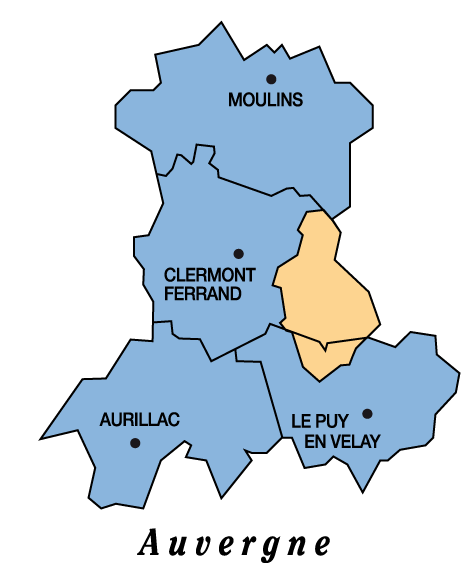 MOULINS
CLERMONT
FERRAND
AURILLAC
LE PUY
EN VELAY
Auvergne